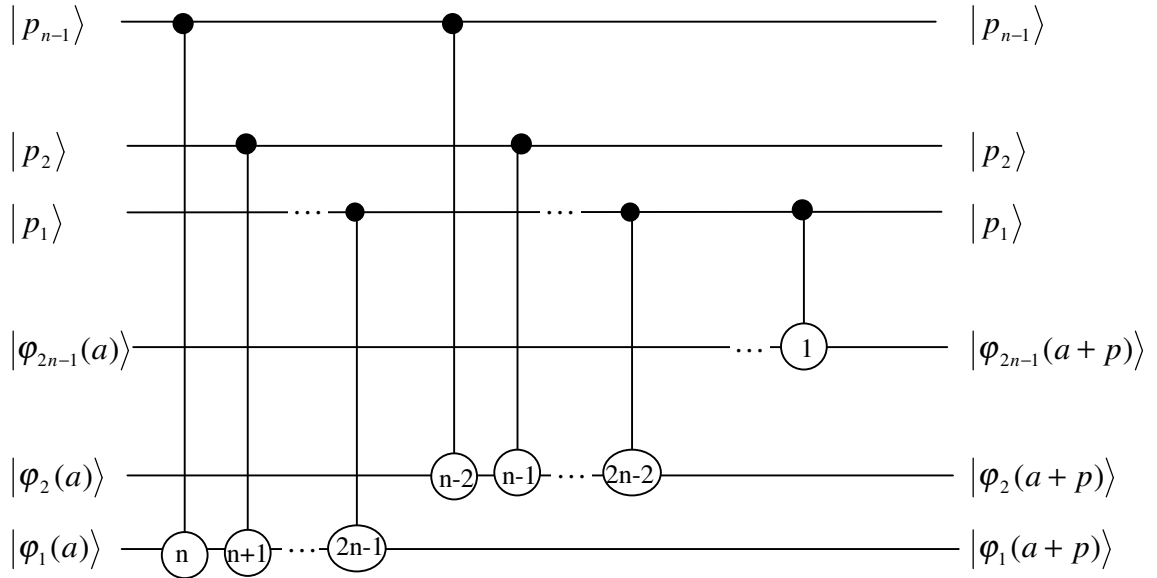 |p_{n−1}⟩ |p_{n−1}⟩
|p_2⟩ |p_2⟩
|p_1⟩ ... ... |p_1⟩
|φ_{2n−1}(a)⟩ ... 1 |φ_{2n−1}(a + p)⟩
|φ_2(a)⟩ n-2 n-1 ... 2n-2 |φ_2(a + p)⟩
|φ_1(a)⟩ n n+1 ... 2n-1 |φ_1(a + p)⟩